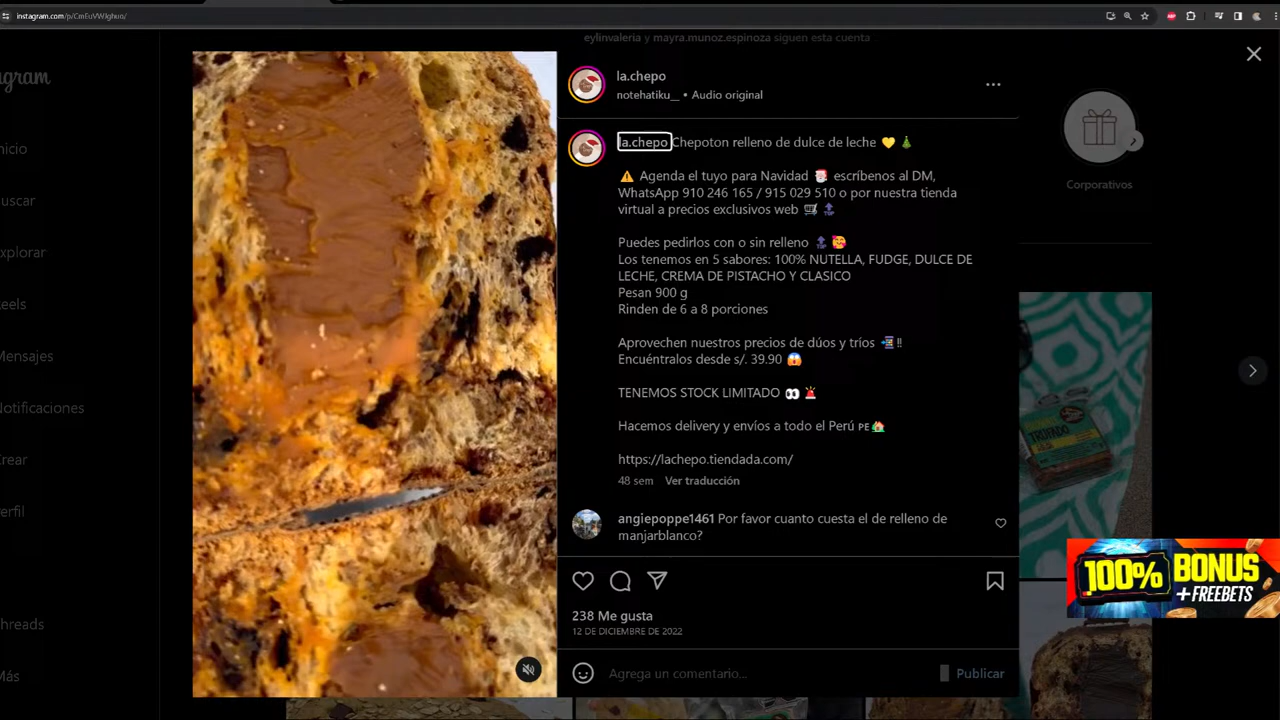 instagram.com/p/CmEuVWJghuo/
eylinvaleria y mayra.munoz.espinoza siguen esta cuenta
agram
nicio
uscar
xplorar
eels
Mensajes
Notificaciones
rear
erfil
hreads
Más
la.chepo
notehatiku__ • Audio original
la.chepo Chepoton relleno de dulce de leche 💛🎄
⚠️ Agenda el tuyo para Navidad 🎅 escríbenos al DM,
WhatsApp 910 246 165 / 915 029 510 o por nuestra tienda
virtual a precios exclusivos web 🛒
Puedes pedirlos con o sin relleno 🥰
Los tenemos en 5 sabores: 100% NUTELLA, FUDGE, DULCE DE
LECHE, CREMA DE PISTACHO Y CLASICO
Pesan 900 g
Rinden de 6 a 8 porciones
Aprovechen nuestros precios de dúos y tríos 📲 ‼
Encuéntralos desde s/. 39.90 😱
TENEMOS STOCK LIMITADO 👀 🚨
Hacemos delivery y envíos a todo el Perú PE🏡
https://lachepo.tiendada.com/
48 sem Ver traducción
angiepoppe1461 Por favor cuanto cuesta el de relleno de
manjarblanco?
238 Me gusta
12 DE DICIEMBRE DE 2022
Agrega un comentario...
Publicar
Corporativos
TROFADO
100% BONUS
+FREEBETS